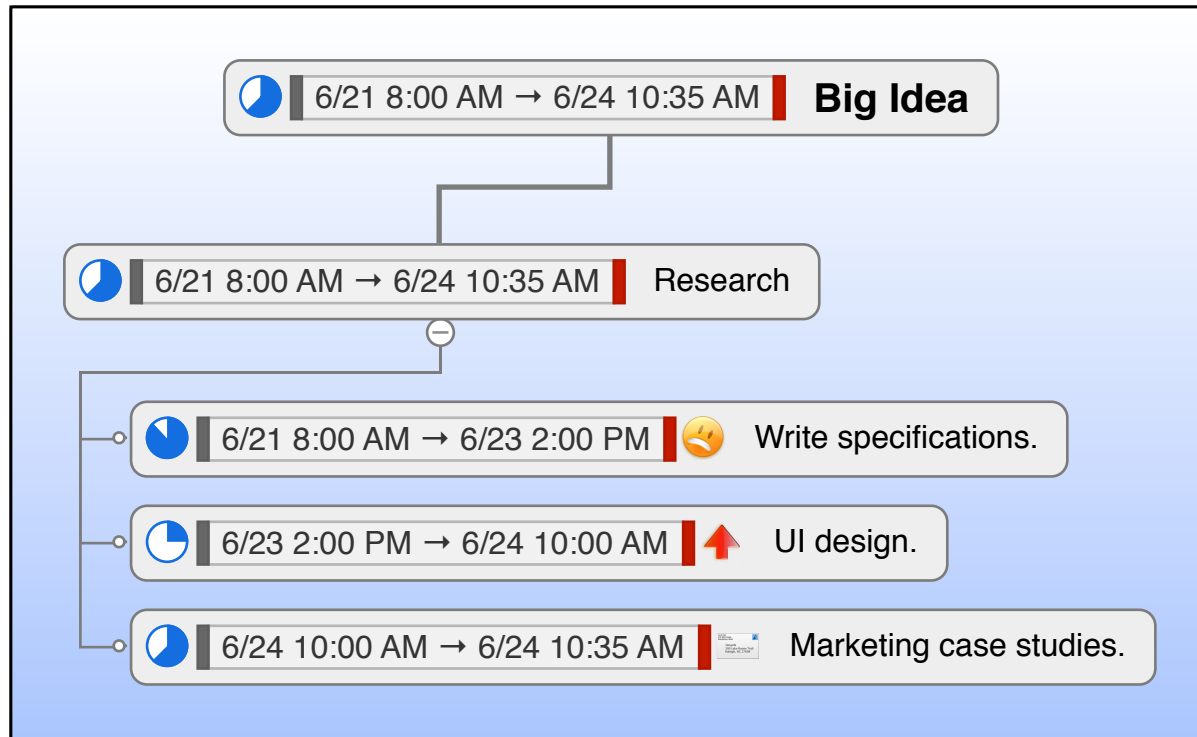 6/21 8:00 AM → 6/24 10:35 AM Big Idea
6/21 8:00 AM → 6/24 10:35 AM Research
6/21 8:00 AM → 6/23 2:00 PM Write specifications.
6/23 2:00 PM → 6/24 10:00 AM UI design.
6/24 10:00 AM → 6/24 10:35 AM Marketing case studies.